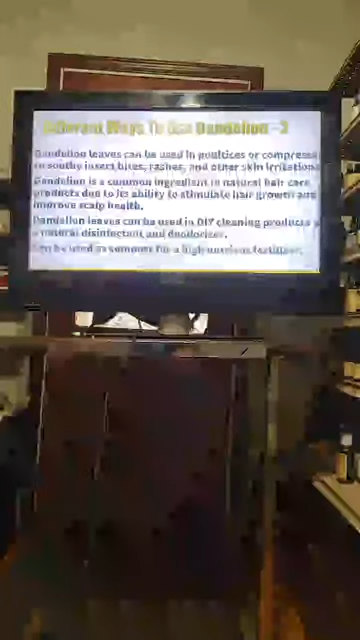 Different Ways To Use Dandelion - 3
Dandelion leaves can be used in poultices or compresses
to soothe insect bites, rashes, and other skin irritations
Dandelion is a common ingredient in natural hair care
products due to its ability to stimulate hair growth and
improve scalp health.
Dandelion leaves can be used in DIY cleaning products
a natural disinfectant and deodorizer.
Can be used as compost for a high nutrient fertilizer.